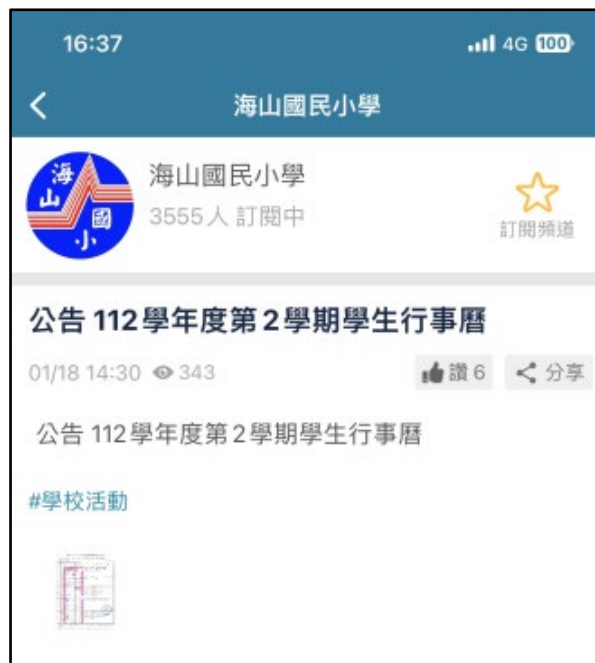 16:37
4G 100
海山國民小學
海山國小
海山國民小學
3555人 訂閱中
訂閱頻道
公告 112學年度第2學期學生行事曆
01/18 14:30 343
讚 6
分享
公告 112學年度第2學期學生行事曆
#學校活動